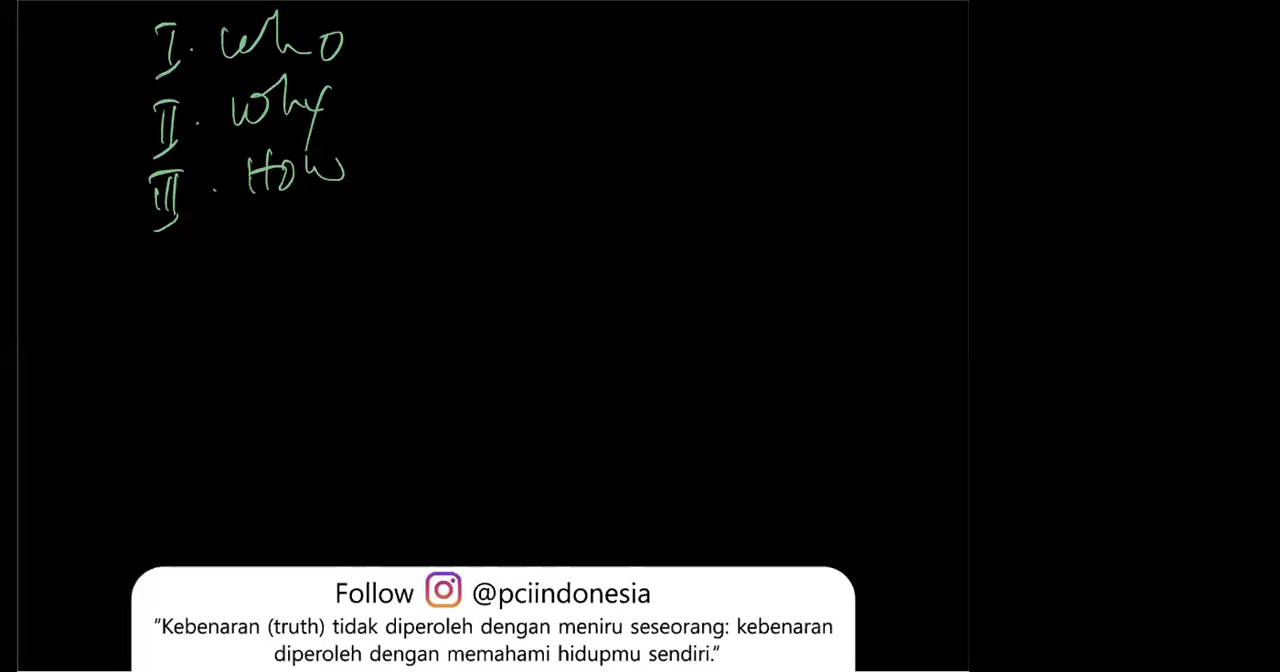 I. Who
II. Why
III. How
Follow @pciindonesia
"Kebenaran (truth) tidak diperoleh dengan meniru seseorang: kebenaran
diperoleh dengan memahami hidupmu sendiri."